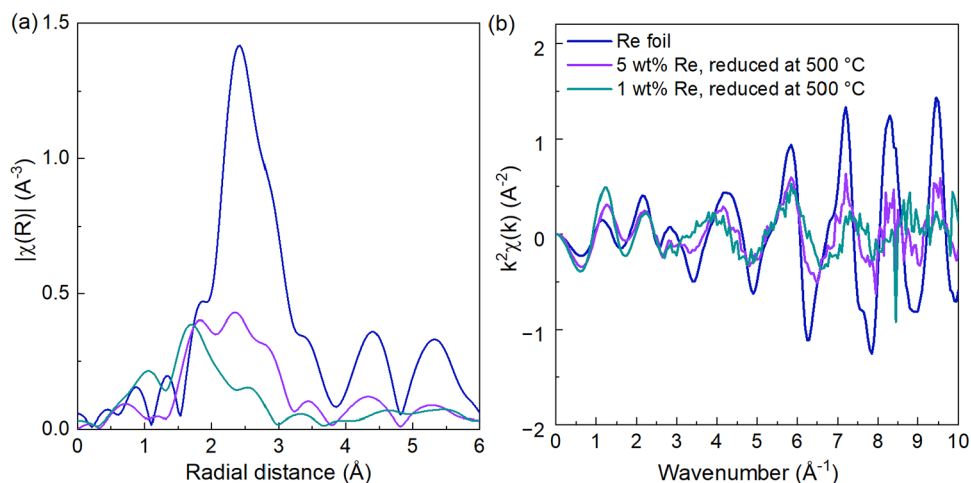 (a)
1.5
1.0
0.5
0.0
|χ(R)| (A⁻³)
0 1 2 3 4 5 6
Radial distance (Å)
(b)
Re foil
5 wt% Re, reduced at 500 °C
1 wt% Re, reduced at 500 °C
2
1
0
−1
−2
k²χ(k) (A⁻²)
0 1 2 3 4 5 6 7 8 9 10
Wavenumber (Å⁻¹)